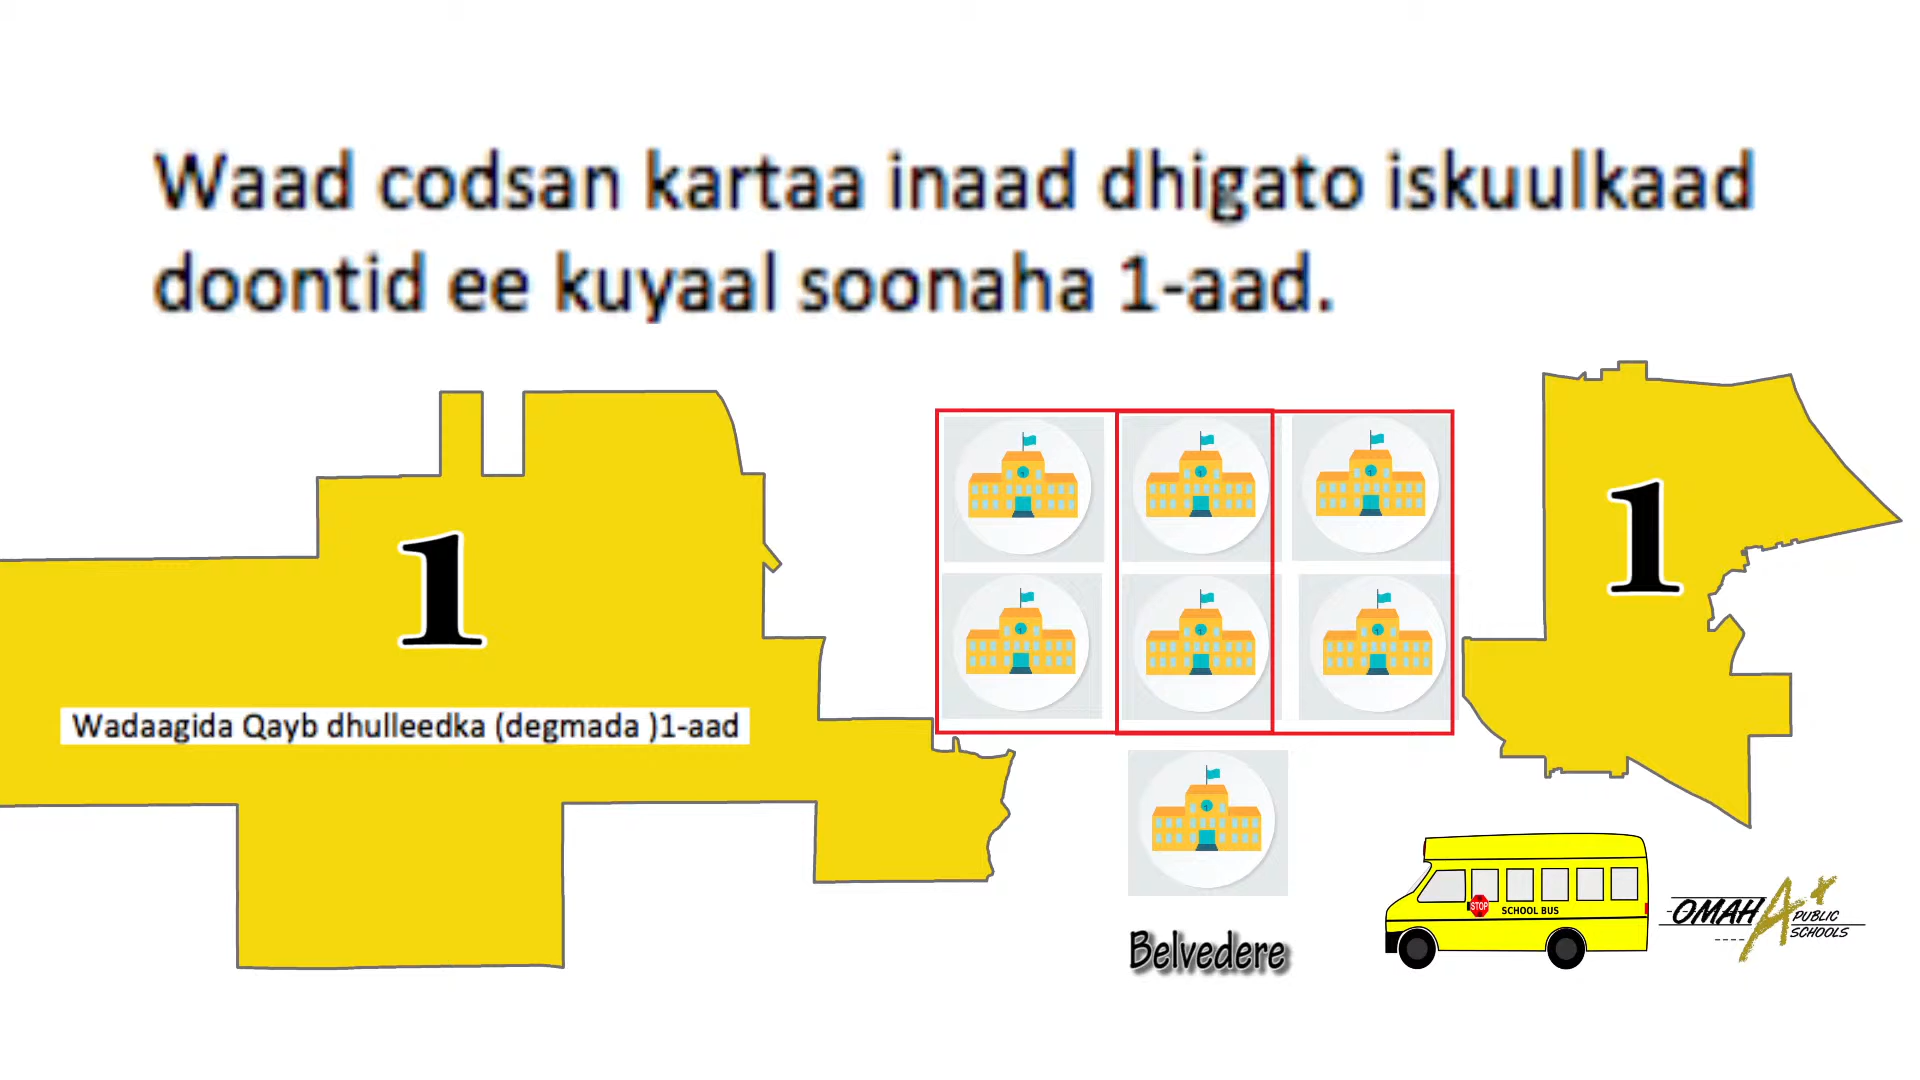 Waad codsan kartaa inaad dhigato iskuulkaad
doontid ee kuyaal soonaha 1-aad.
1
1
Wadaagida Qayb dhulleedka (degmada )1-aad
Belvedere
STOP
SCHOOL BUS
OMAHA+
PUBLIC
SCHOOLS